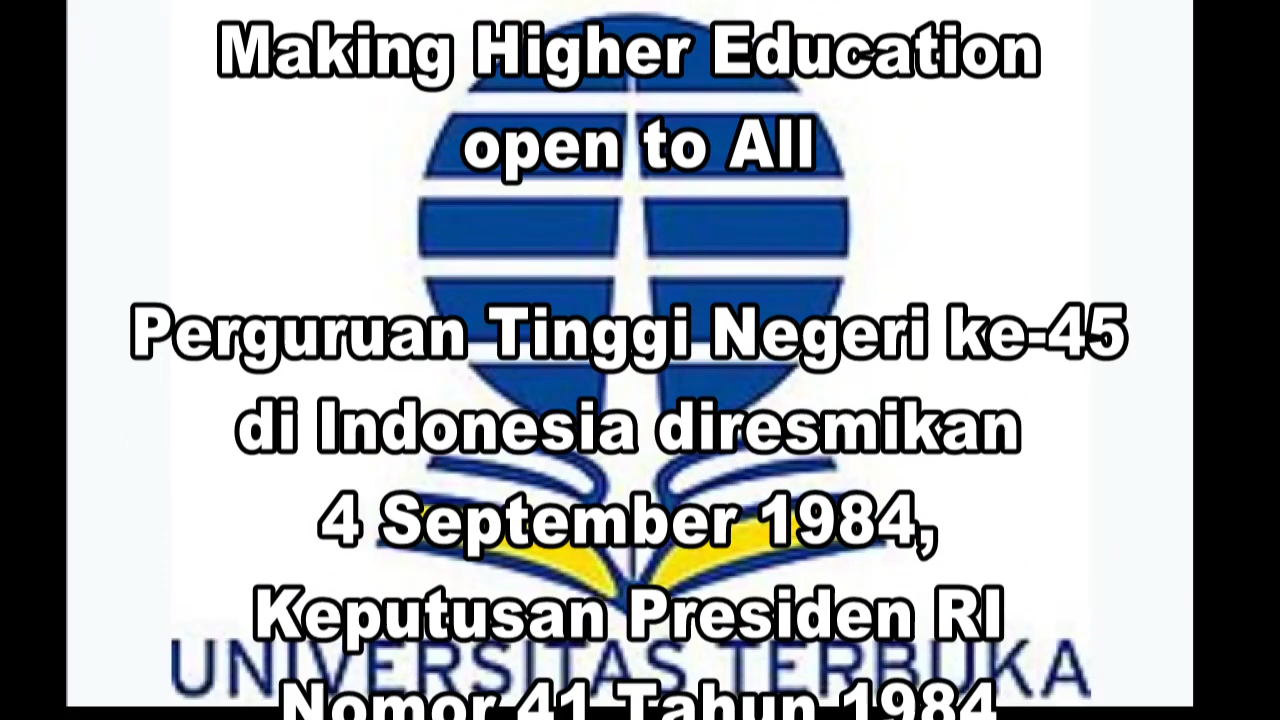 Making Higher Education
open to All
Perguruan Tinggi Negeri ke-45
di Indonesia diresmikan
4 September 1984,
Keputusan Presiden RI
UNIVERSITAS TERBUKA
Nomor 41 Tahun 1984